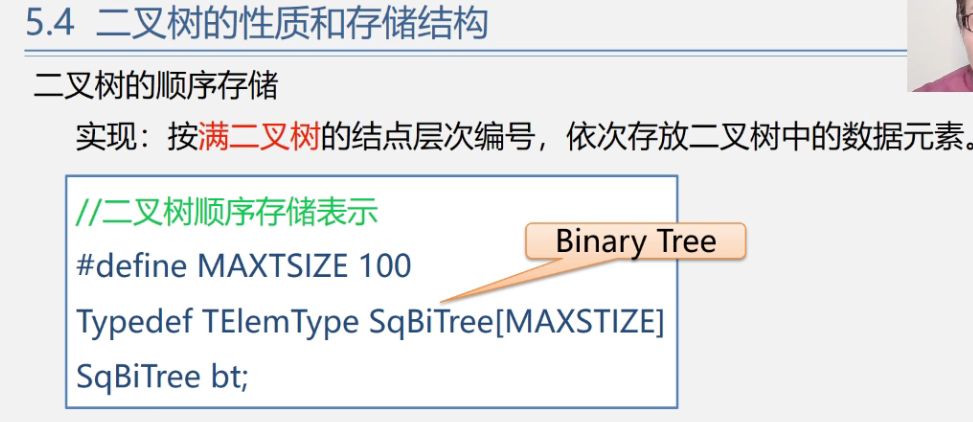 5.4 二叉树的性质和存储结构
二叉树的顺序存储
实现：按满二叉树的结点层次编号，依次存放二叉树中的数据元素。
//二叉树顺序存储表示
Binary Tree
#define MAXTSIZE 100
Typedef TElemType SqBiTree[MAXSTIZE]
SqBiTree bt;